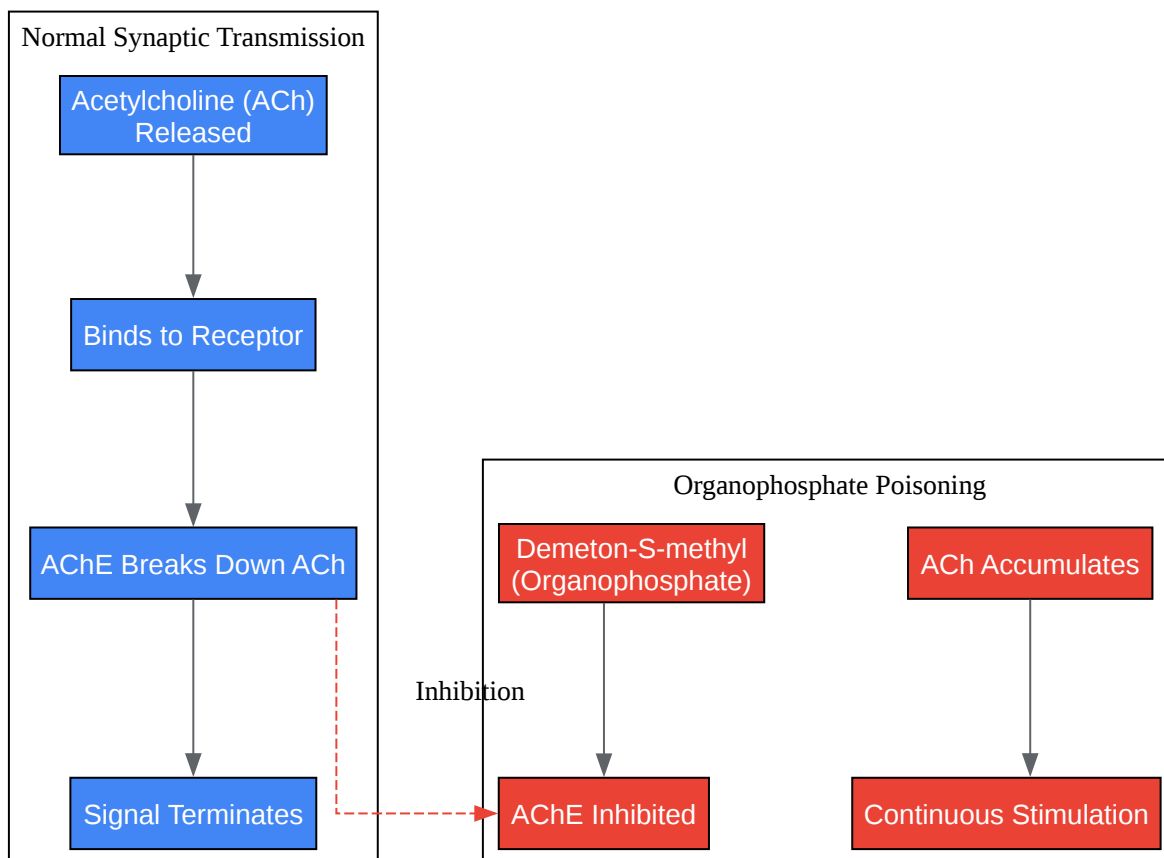 Normal Synaptic Transmission
Acetylcholine (ACh)
Released
Binds to Receptor
AChE Breaks Down ACh
Signal Terminates
Inhibition
Organophosphate Poisoning
Demeton-S-methyl
(Organophosphate)
AChE Inhibited
ACh Accumulates
Continuous Stimulation